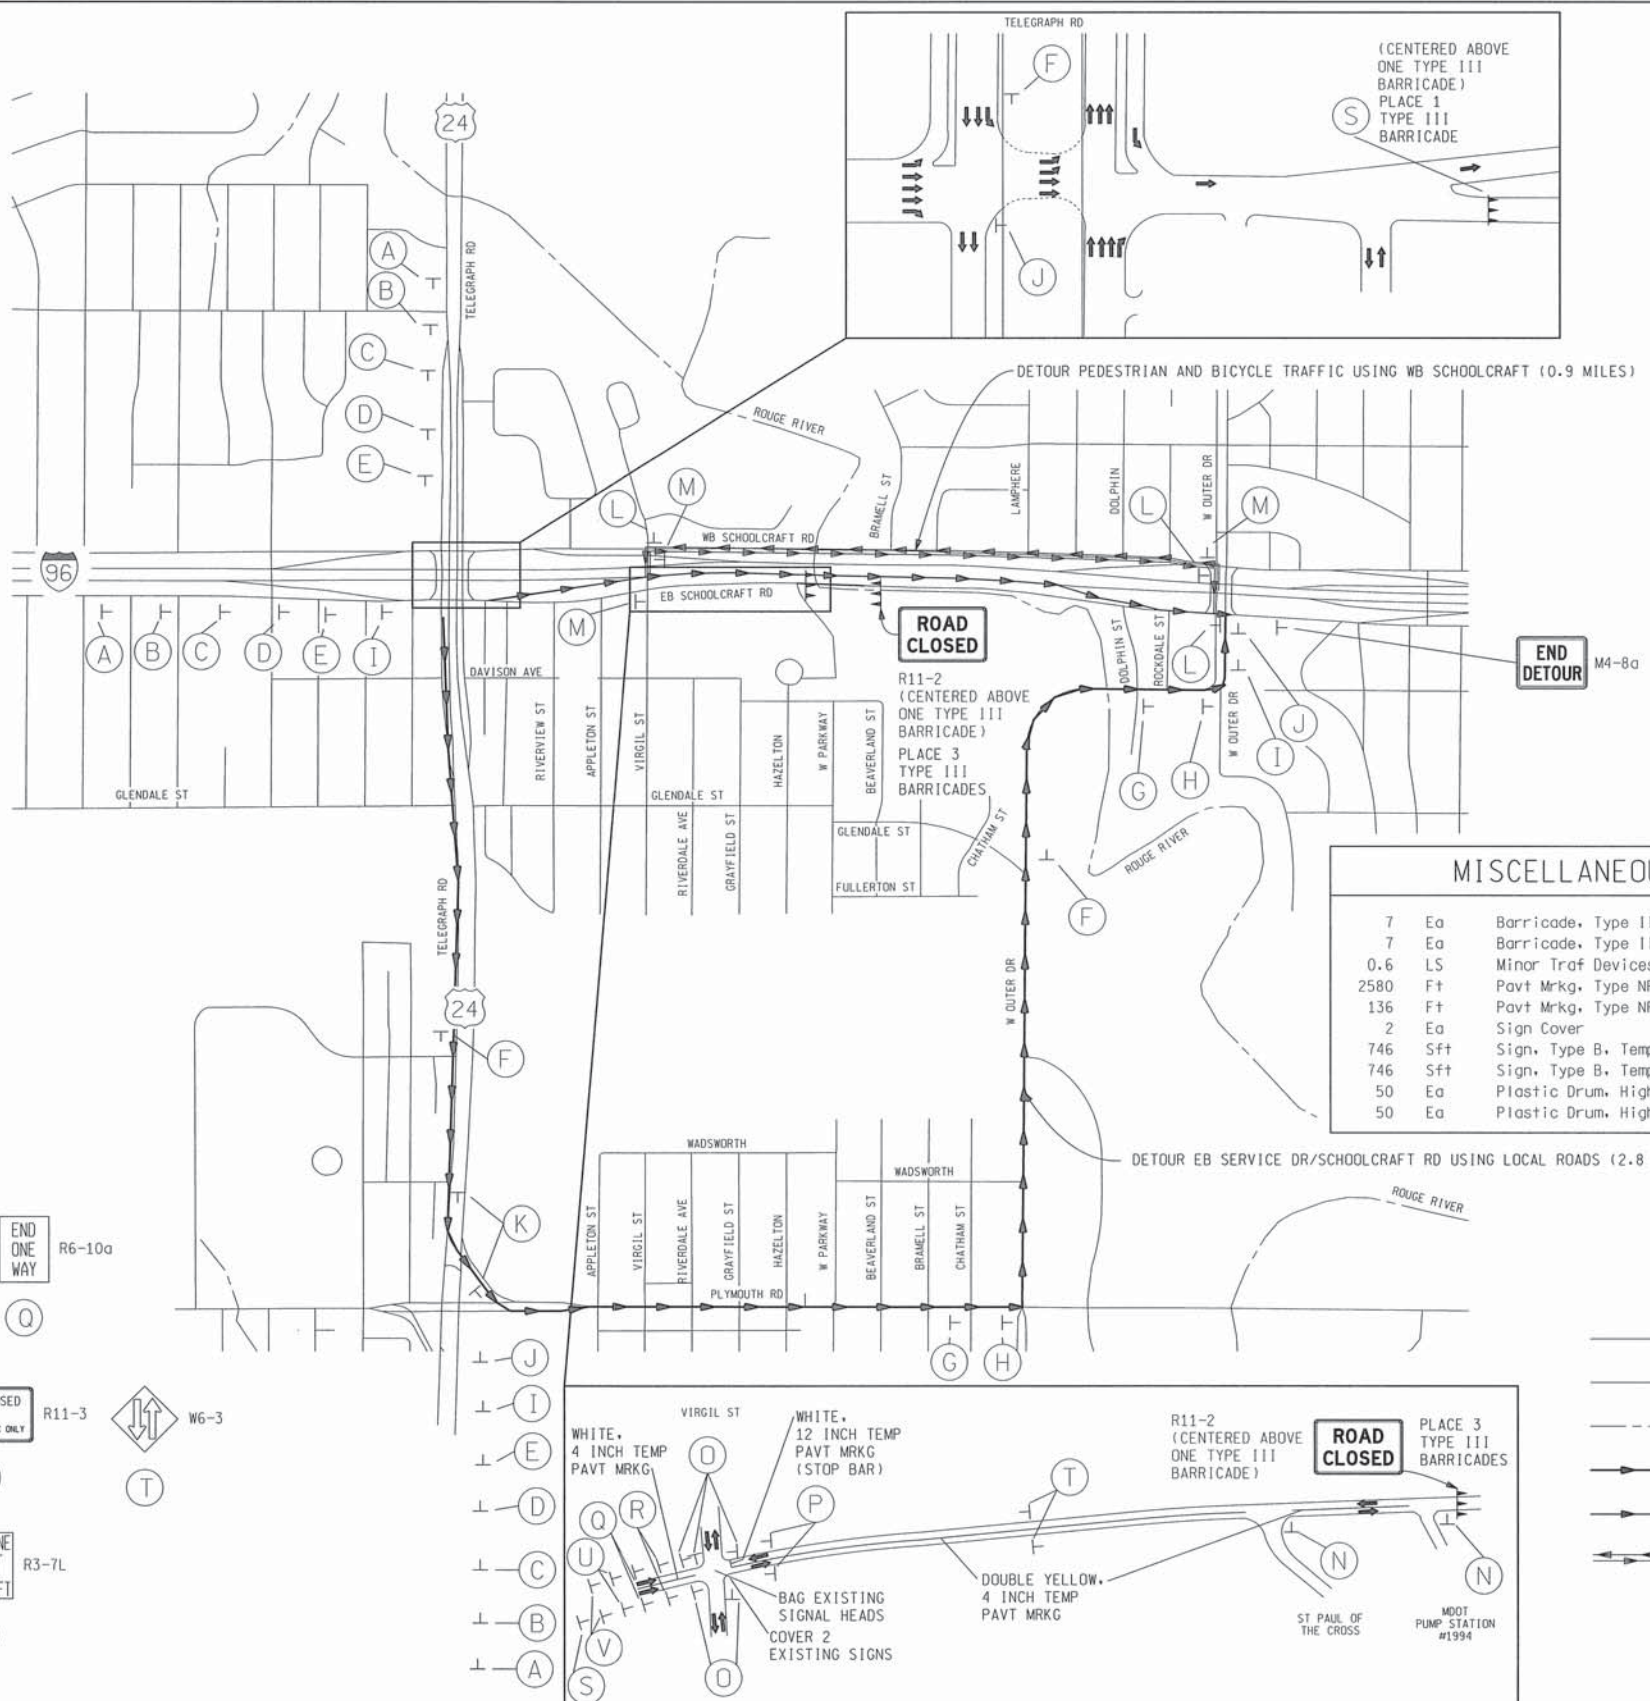 TELEGRAPH RD
F
(CENTERED ABOVE
ONE TYPE III
BARRICADE)
PLACE 1
TYPE III
BARRICADE
S
J
24
TELEGRAPH RD
A
B
C
D
E
DETOUR PEDESTRIAN AND BICYCLE TRAFFIC USING WB SCHOOLCRAFT (0.9 MILES)
ROUGE RIVER
BRAMELL ST
LAMPHERE
DOLPHIN
W OUTER DR
L
M
L
M
WB SCHOOLCRAFT RD
96
EB SCHOOLCRAFT RD
M
A
B
C
D
E
I
ROAD
CLOSED
R11-2
(CENTERED ABOVE
ONE TYPE III
BARRICADE)
PLACE 3
TYPE III
BARRICADES
DOLPHIN ST
ROCKDALE ST
L
W OUTER DR
END
DETOUR
M4-8a
J
I
H
G
DAVISON AVE
RIVERVIEW ST
APPLETON ST
VIRGIL ST
HAZELTON
W PARKWAY
BEAVERLAND ST
GLENDALE ST
GLENDALE ST
RIVERDALE AVE
GRAYFIELD ST
GLENDALE ST
CHATHAM ST
FULLERTON ST
ROUGE RIVER
F
TELEGRAPH RD
24
F
W OUTER DR
MISCELLANEO
7 Ea Barricade, Type I
7 Ea Barricade, Type I
0.6 LS Minor Traf Devices
2580 Ft Pavt Mrkg, Type N
136 Ft Pavt Mrkg, Type N
2 Ea Sign Cover
746 Sft Sign, Type B, Temp
746 Sft Sign, Type B, Temp
50 Ea Plastic Drum, High
50 Ea Plastic Drum, High
DETOUR EB SERVICE DR/SCHOOLCRAFT RD USING LOCAL ROADS (2.8
WADSWORTH
WADSWORTH
ROUGE RIVER
K
APPLETON ST
VIRGIL ST
RIVERDALE AVE
GRAYFIELD ST
HAZELTON
W PARKWAY
BEAVERLAND ST
BRAMELL ST
CHATHAM ST
PLYMOUTH RD
G
H
END
ONE
WAY
R6-10a
Q
SED
ONLY
R11-3
W6-3
T
NE
FT
R3-7L
J
I
E
D
C
B
A
VIRGIL ST
WHITE,
4 INCH TEMP
PAVT MRKG
O
WHITE,
12 INCH TEMP
PAVT MRKG
(STOP BAR)
P
Q
R
U
V
S
O
BAG EXISTING
SIGNAL HEADS
COVER 2
EXISTING SIGNS
T
DOUBLE YELLOW,
4 INCH TEMP
PAVT MRKG
R11-2
(CENTERED ABOVE
ONE TYPE III
BARRICADE)
ROAD
CLOSED
PLACE 3
TYPE III
BARRICADES
N
N
ST PAUL OF
THE CROSS
MDOT
PUMP STATION
#1994